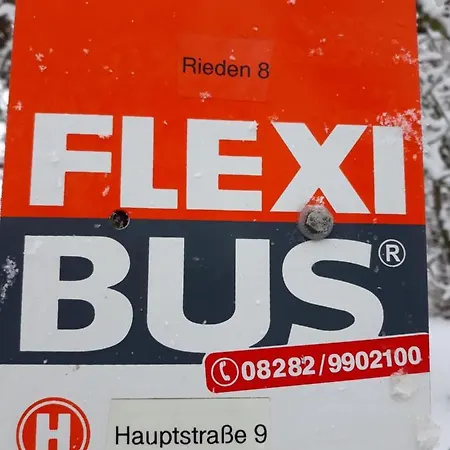 Rieden 8
FLEXI
BUS®
08282/9902100
H
Hauptstraße 9